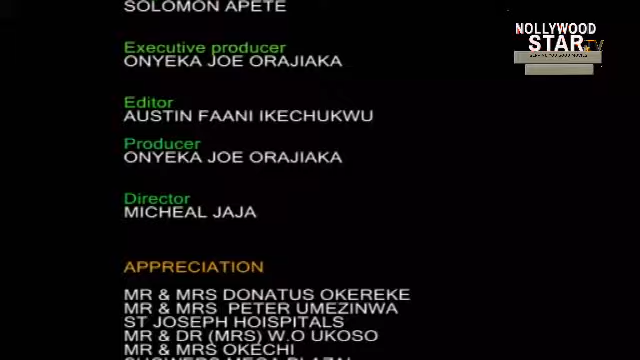 SOLOMON APETE
NOLLYWOOD
STAR TV
Executive producer
ONYEKA JOE ORAJIAKA
Editor
AUSTIN FAANI IKECHUKWU
Producer
ONYEKA JOE ORAJIAKA
Director
MICHEAL JAJA
APPRECIATION
MR & MRS DONATUS OKEREKE
MR & MRS PETER UMEZINWA
ST JOSEPH HOISPITALS
MR & DR (MRS) W.O UKOSO
MR & MRS OKECHI